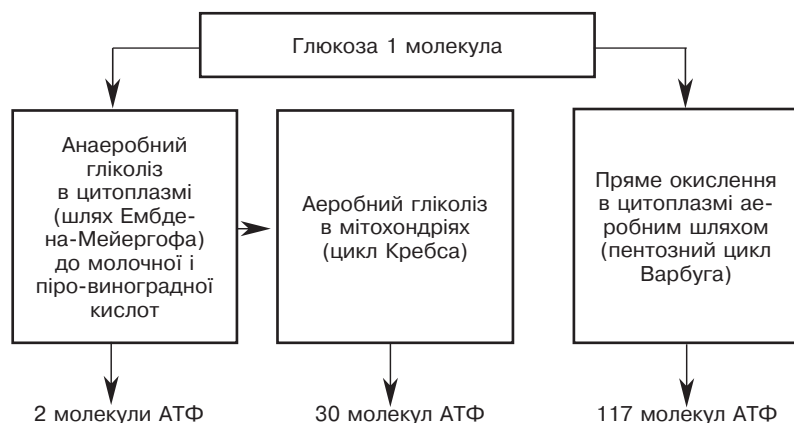 Глюкоза 1 молекула
Анаеробний
гліколіз
в цитоплазмі
(шлях Ембде-
на-Мейергофа)
до молочної і
піро-виноградної
кислот
Аеробний гліколіз
в мітохондріях
(цикл Кребса)
Пряме окислення
в цитоплазмі ае-
робним шляхом
(пентозний цикл
Варбуга)
2 молекули АТФ
30 молекул АТФ
117 молекул АТФ